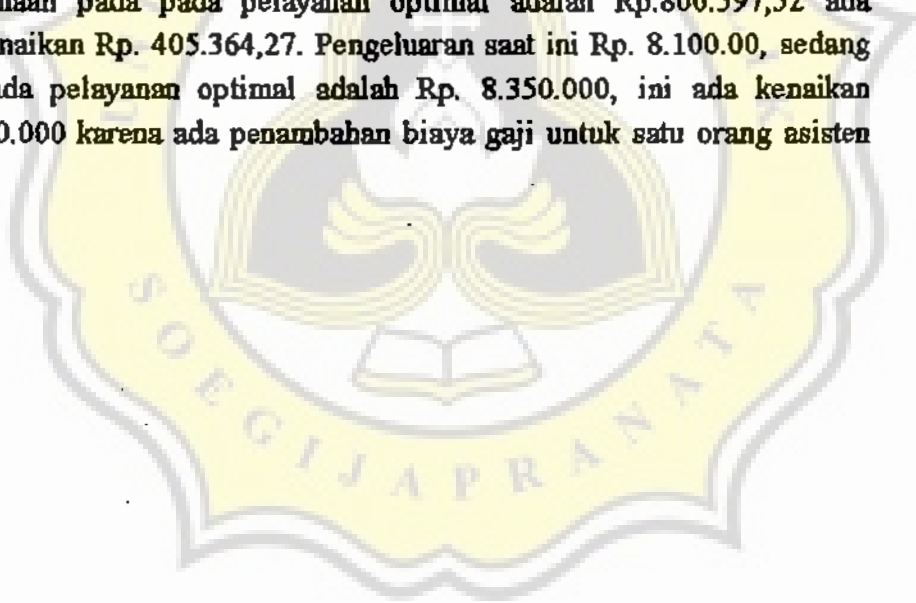 pada pada pelayanan optimal adalah Rp.800.597,52 ada
naikan Rp. 405.364,27. Pengeluaran saat ini Rp. 8.100.00, sedang
pelayanan optimal adalah Rp. 8.350.000, ini ada kenaikan
0.000 karena ada penambahan biaya gaji untuk satu orang asisten
SOEGIJAPRANATA